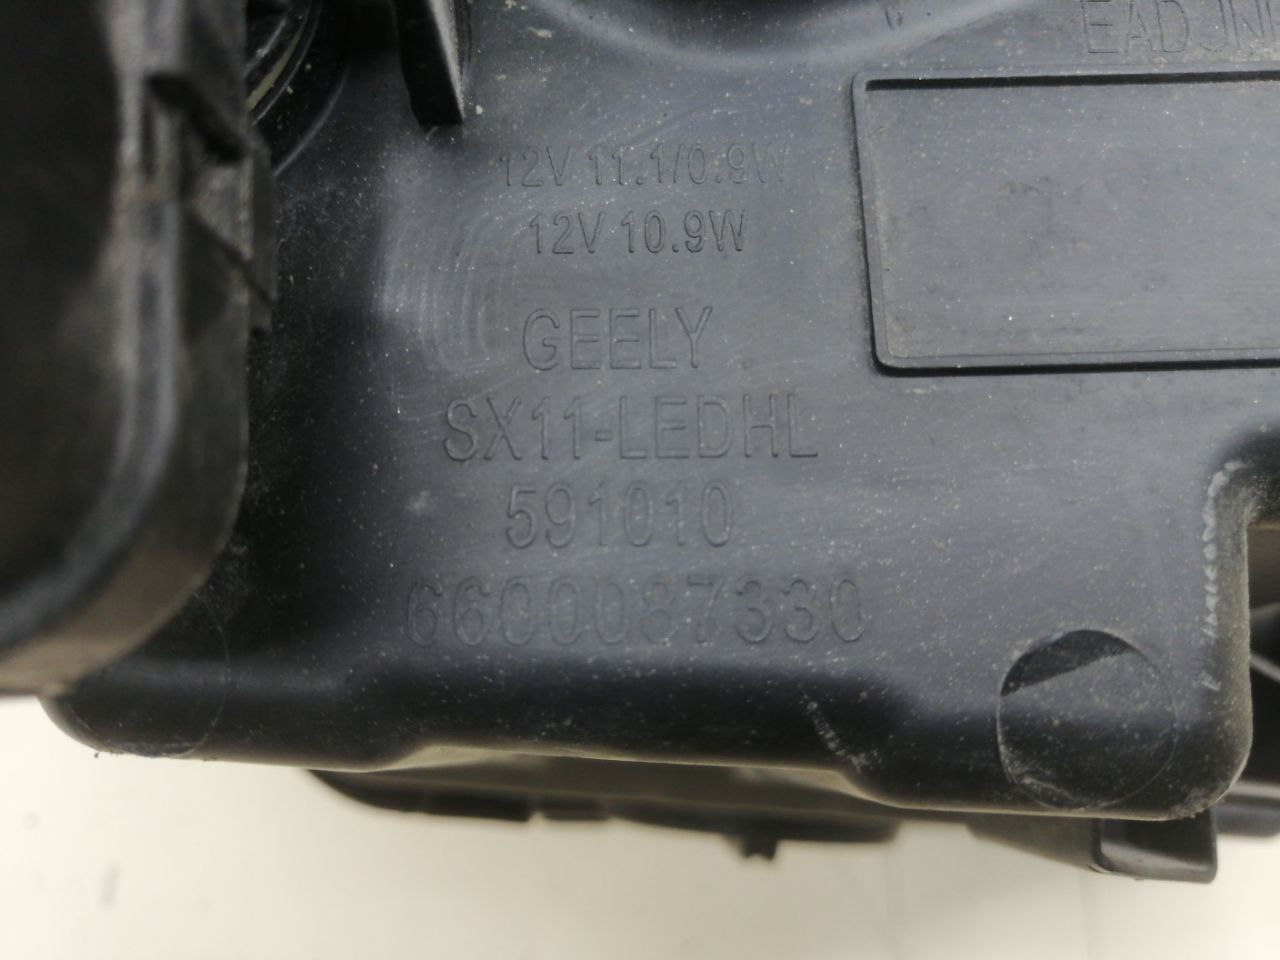 12V 11.1/0.9W
12V 10.9W
GEELY
SX11-LEDHL
591010
6600087330